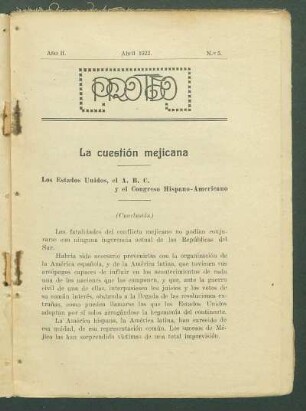 Año II.
Abril 1922.
N.º 2.
PROTEO
La cuestión mejicana
Los Estados Unidos, el A. B. C.
y el Congreso Hispano-Americano
(Conclusión)
Las fatalidades del conflicto mejicano no podían conju-
rarse con ninguna ingerencia actual de las Repúblicas del
Sur.
Habría sido necesario prevenirlas con la organización de
la América española, y de la América latina, que tuviesen sus
órganos capaces de influir en los acontecimientos de cada
una de las naciones que las componen, y que, ante la guerra
civil de una de ellas, interpusiesen los juicios y los votos de
su común interés, obstando a la llegada de las resoluciones ex-
trañas, como pueden llamarse las que los Estados Unidos
adoptan por sí solos arrogándose la hegemonía del continente.
La América hispana, la América latina, han carecido de
esa unidad, de esa representación común. Los sucesos de Mé-
jico las han sorprendido víctimas de una total imprevisión.